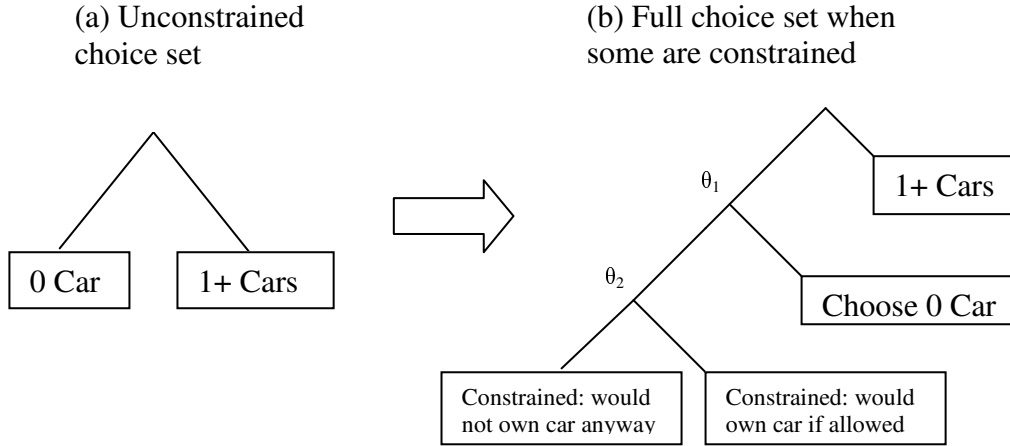 (a) Unconstrained
choice set
(b) Full choice set when
some are constrained
θ1
1+ Cars
0 Car
1+ Cars
θ2
Choose 0 Car
Constrained: would
not own car anyway
Constrained: would
own car if allowed